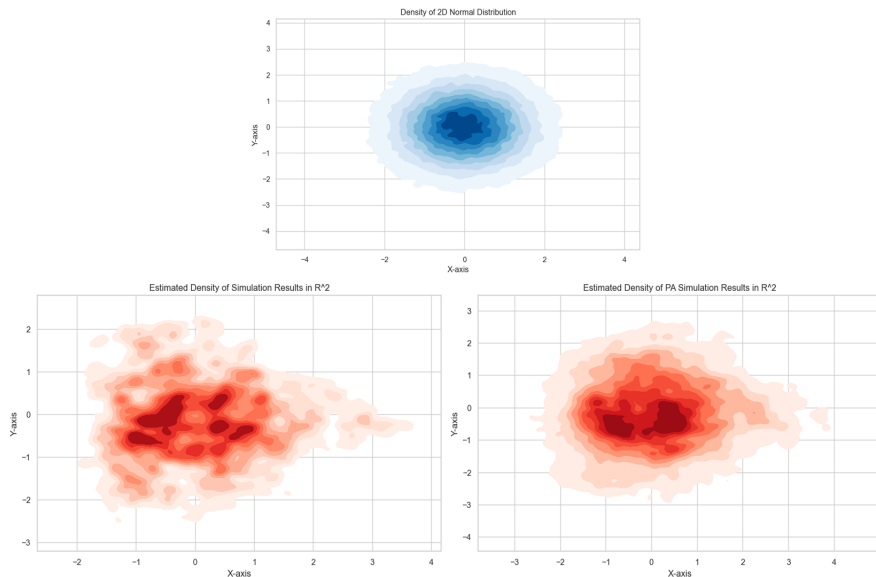 Density of 2D Normal Distribution
4
3
2
1
0
−1
−2
−3
−4
Y-axis
−4 −2 0 2 4
X-axis
Estimated Density of Simulation Results in R^2
2
1
0
−1
−2
−3
Y-axis
−2 −1 0 1 2 3 4
X-axis
Estimated Density of PA Simulation Results in R^2
3
2
1
0
−1
−2
−3
−4
Y-axis
−3 −2 −1 0 1 2 3 4
X-axis